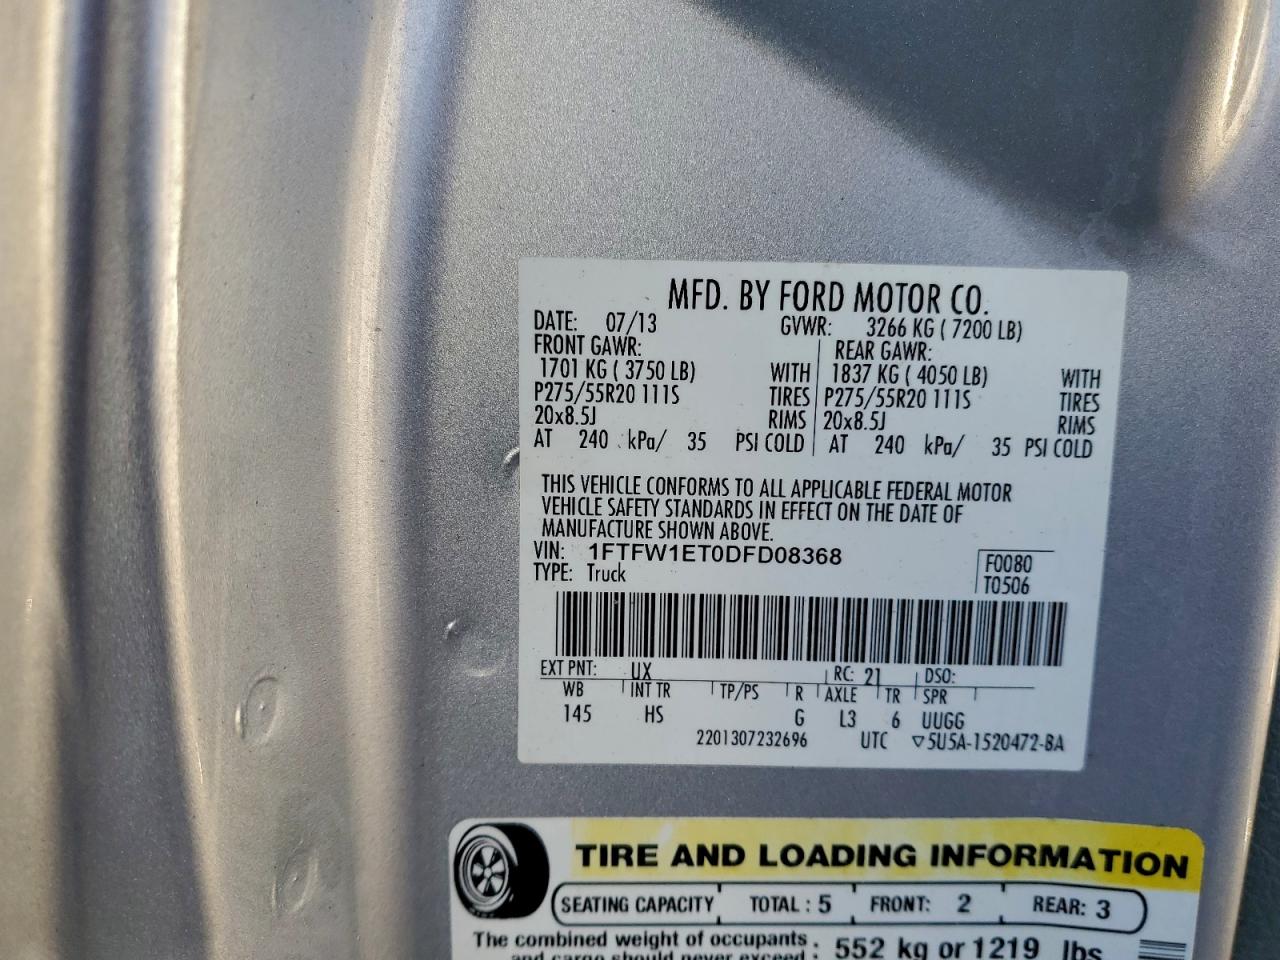 MFD. BY FORD MOTOR CO.
DATE: 07/13 GVWR: 3266 KG ( 7200 LB)
FRONT GAWR: REAR GAWR:
1701 KG ( 3750 LB) WITH 1837 KG ( 4050 LB) WITH
P275/55R20 111S TIRES P275/55R20 111S TIRES
20x8.5J RIMS 20x8.5J RIMS
AT 240 kPa/ 35 PSI COLD AT 240 kPa/ 35 PSI COLD
THIS VEHICLE CONFORMS TO ALL APPLICABLE FEDERAL MOTOR
VEHICLE SAFETY STANDARDS IN EFFECT ON THE DATE OF
MANUFACTURE SHOWN ABOVE.
VIN: 1FTFW1ET0DFD08368
TYPE: Truck
F0080
T0506
EXT PNT: UX RC: 21 DSO:
WB INT TR TP/PS R AXLE TR SPR
145 HS G L3 6 UUGG
2201307232696 UTC ▽5U5A-1520472-BA
TIRE AND LOADING INFORMATION
SEATING CAPACITY TOTAL : 5 FRONT: 2 REAR: 3
The combined weight of occupants : 552 kg or 1219 lbs
and cargo should never exceed :